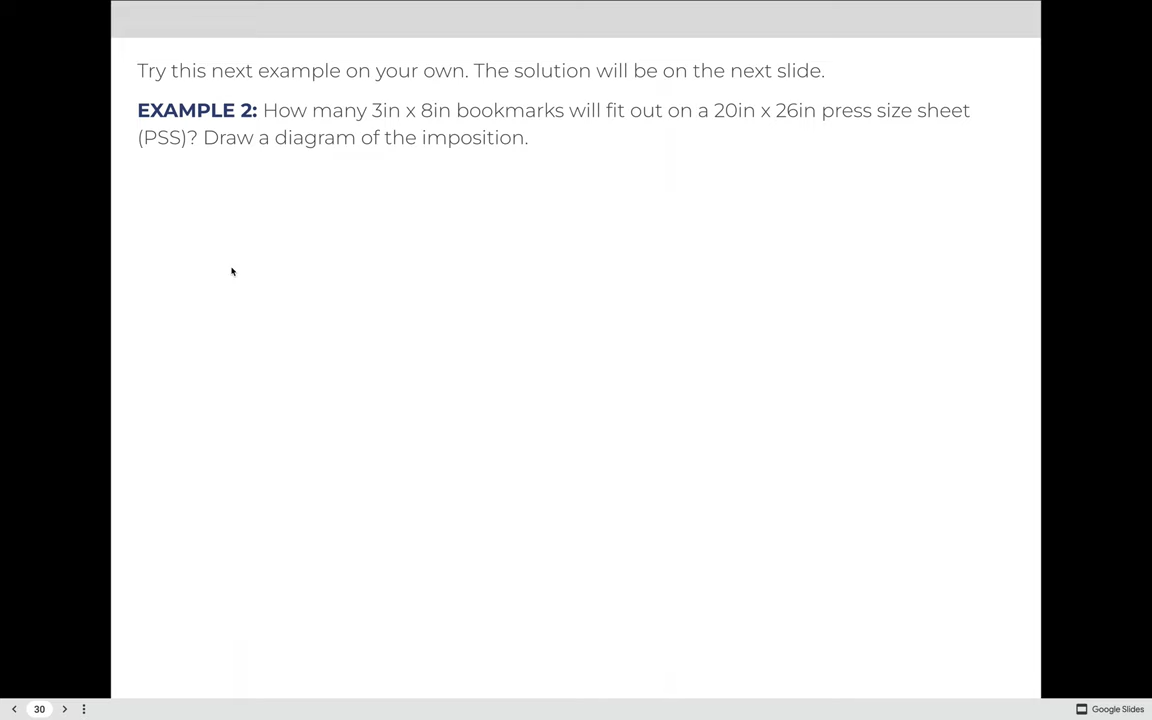 Try this next example on your own. The solution will be on the next slide.
EXAMPLE 2: How many 3in x 8in bookmarks will fit out on a 20in x 26in press size sheet
(PSS)? Draw a diagram of the imposition.
30
Google Slides